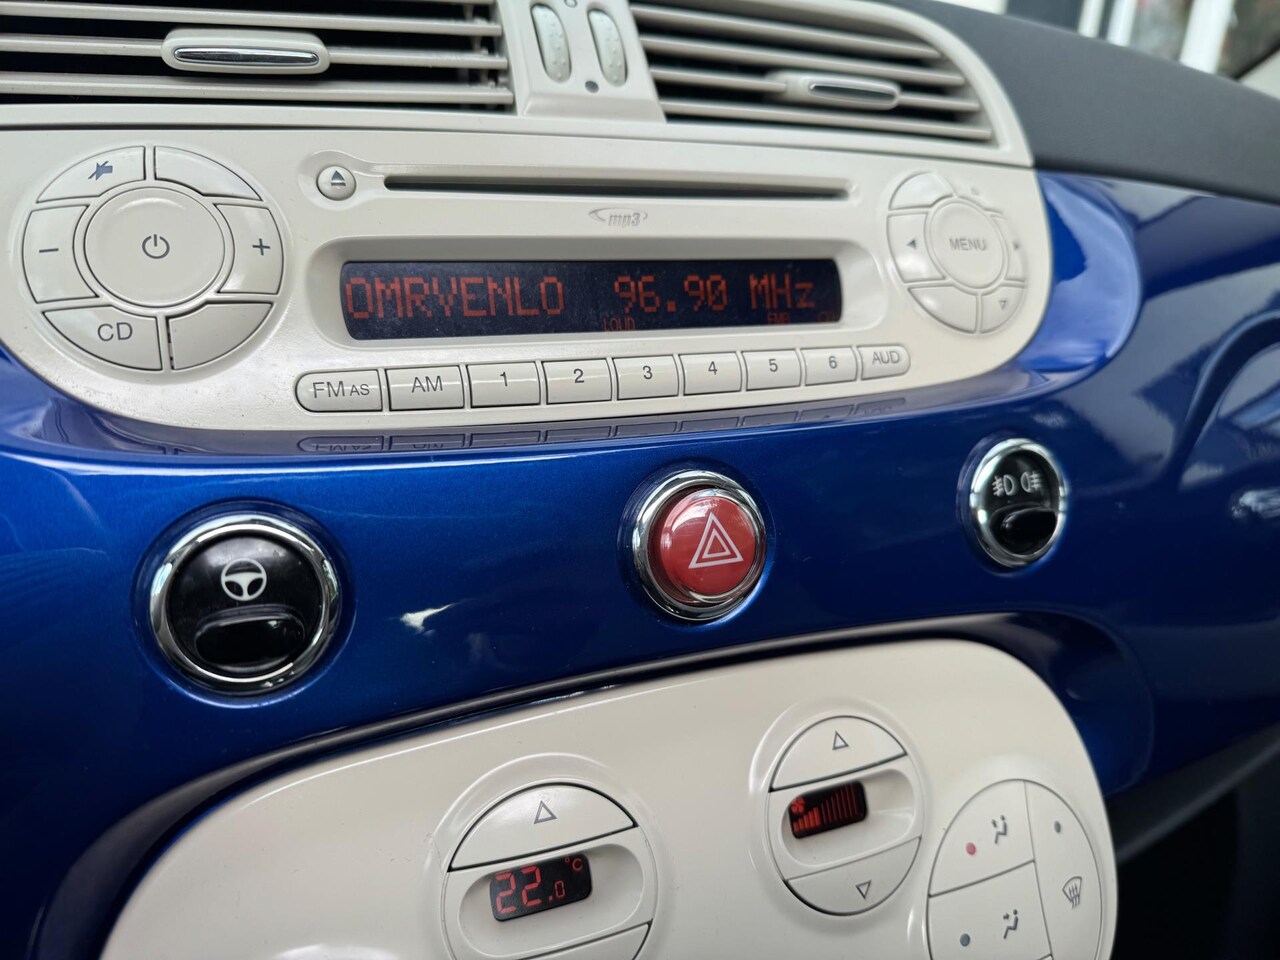 mp3
MENU
OMRVENLO 96.90 MHz
LOUD
CD
FM AS AM 1 2 3 4 5 6 AUD
22.0 °C